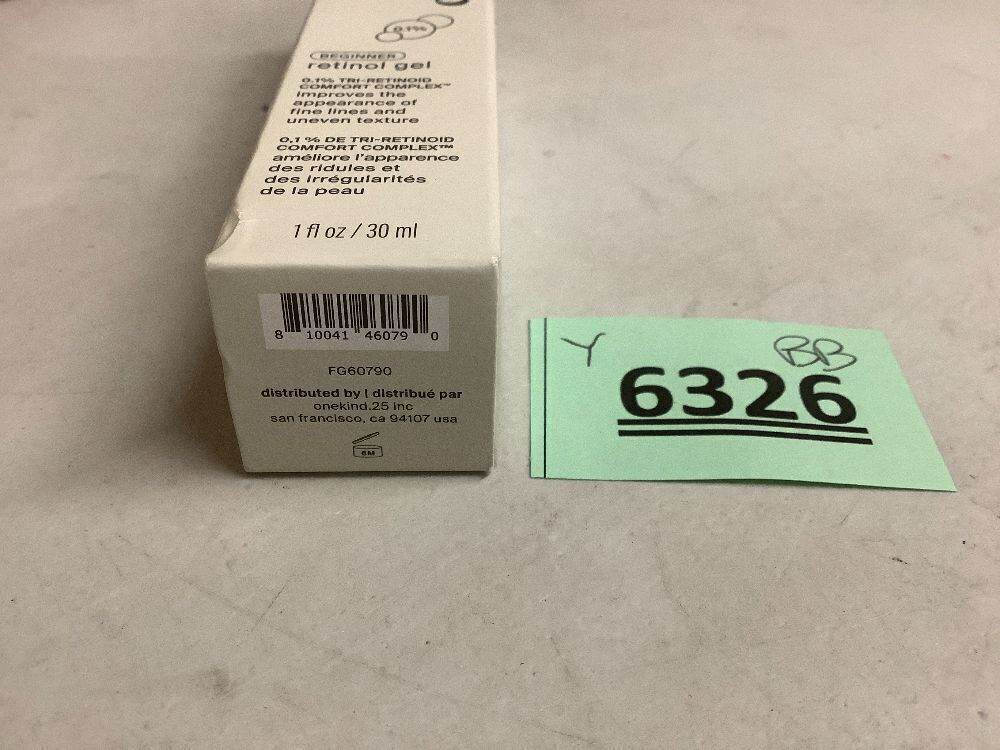 0.1%
BEGINNER
retinol gel
0.1% TRI-RETINOID
COMFORT COMPLEX™
improves the
appearance of
fine lines and
uneven texture
0.1 % DE TRI-RETINOID
COMFORT COMPLEX™
améliore l'apparence
des ridules et
des irrégularités
de la peau
1 fl oz / 30 ml
8 10041 46079 0
FG60790
distributed by | distribué par
onekind.25 inc
san francisco, ca 94107 usa
6M
Y BB
6326